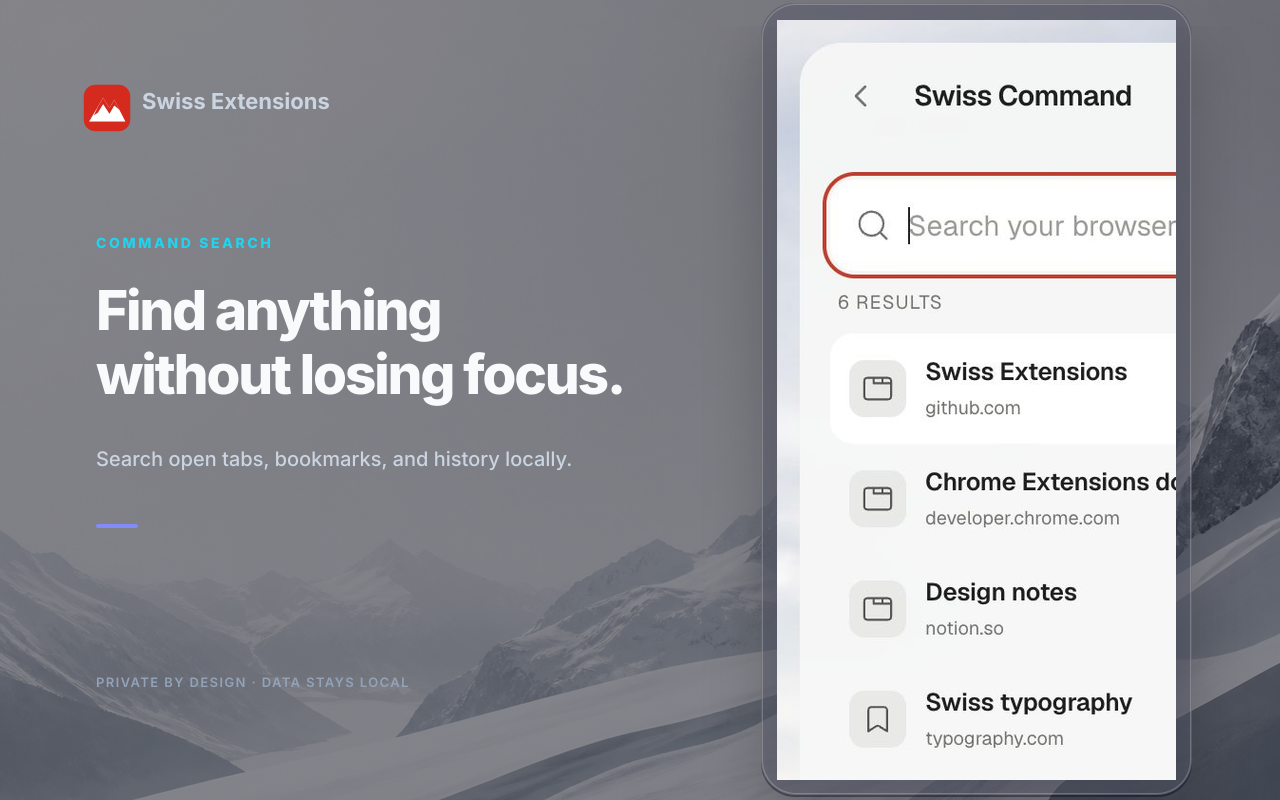 Swiss Extensions
COMMAND SEARCH
Find anything
without losing focus.
Search open tabs, bookmarks, and history locally.
PRIVATE BY DESIGN · DATA STAYS LOCAL
Swiss Command
Search your browser
6 RESULTS
Swiss Extensions
github.com
Chrome Extensions do
developer.chrome.com
Design notes
notion.so
Swiss typography
typography.com